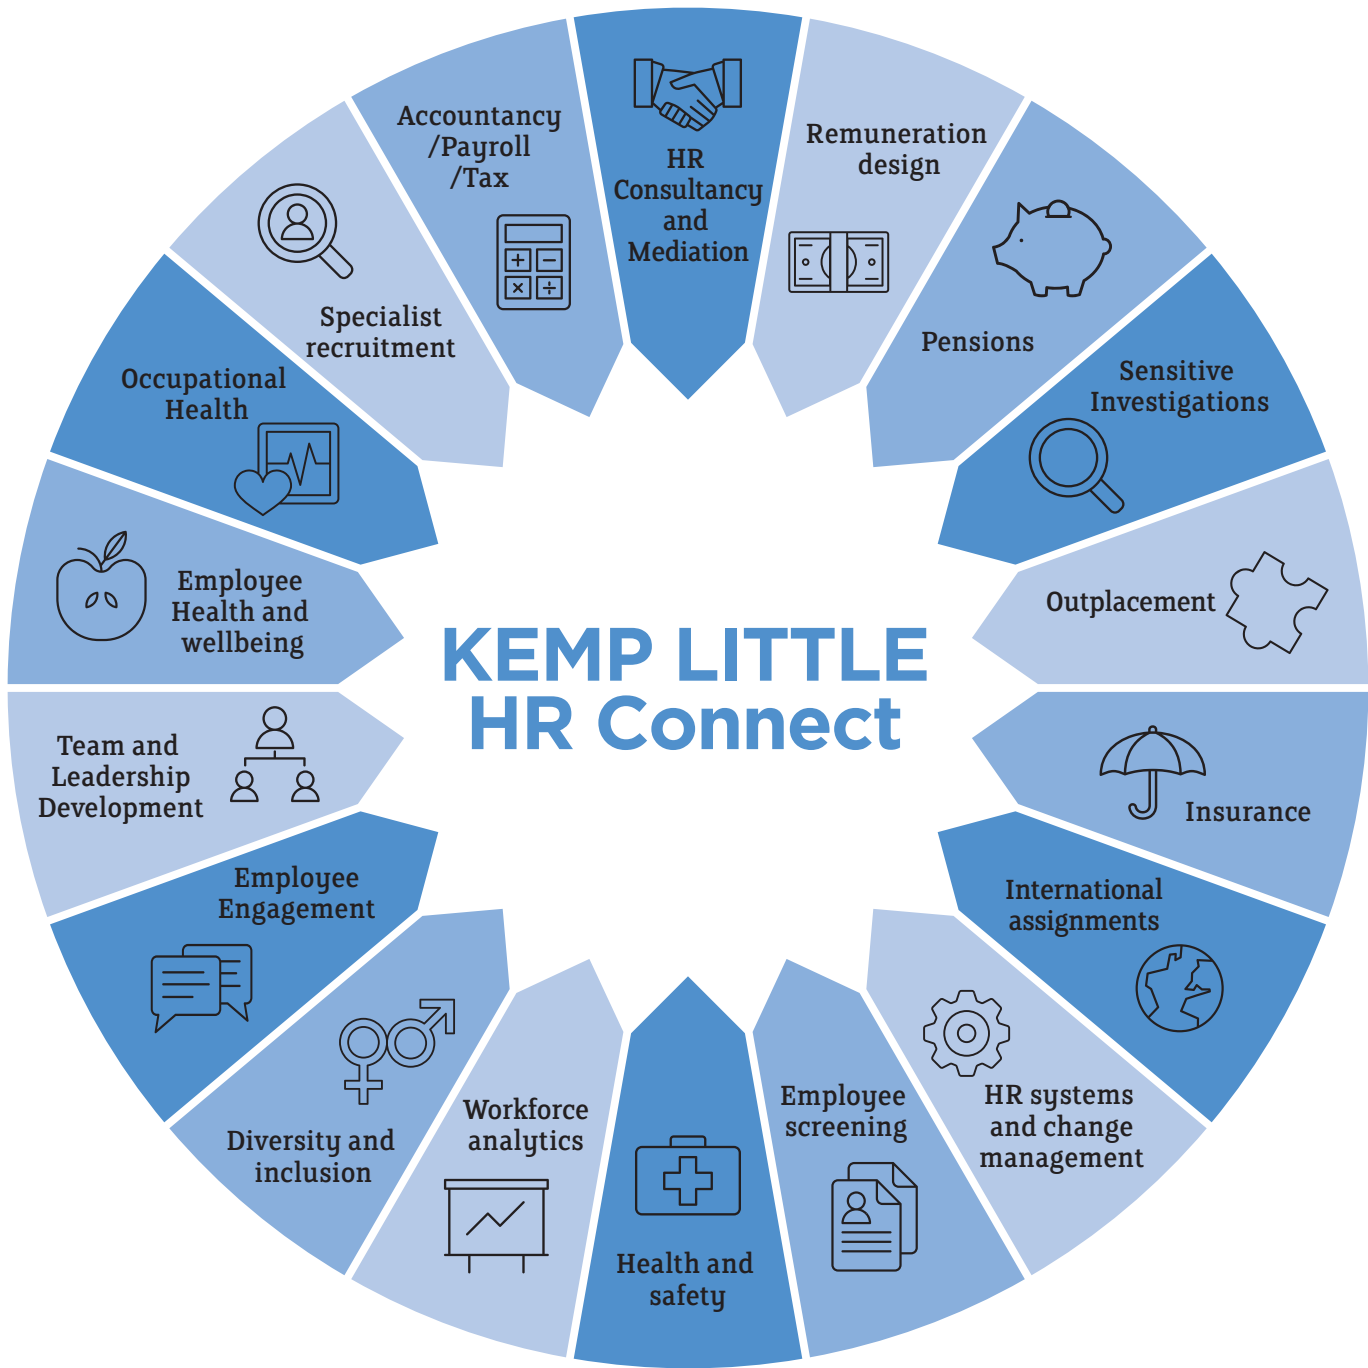 KEMP LITTLE
HR Connect
HR
Consultancy
and
Mediation
Remuneration
design
Pensions
Sensitive
Investigations
Outplacement
Insurance
International
assignments
HR systems
and change
management
Employee
screening
Health and
safety
Workforce
analytics
Diversity and
inclusion
Employee
Engagement
Team and
Leadership
Development
Employee
Health and
wellbeing
Occupational
Health
Specialist
recruitment
Accountancy
/Payroll
/Tax